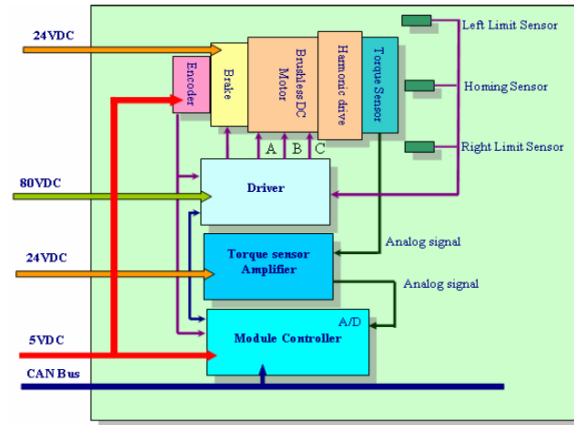 24VDC
Left Limit Sensor
Encoder
Brake
Brushless DC
Motor
Harmonic drive
Torque Sensor
Homing Sensor
A B C
Right Limit Sensor
80VDC
Driver
Analog signal
24VDC
Torque sensor
Amplifier
Analog signal
A/D
5VDC
Module Controller
CAN Bus